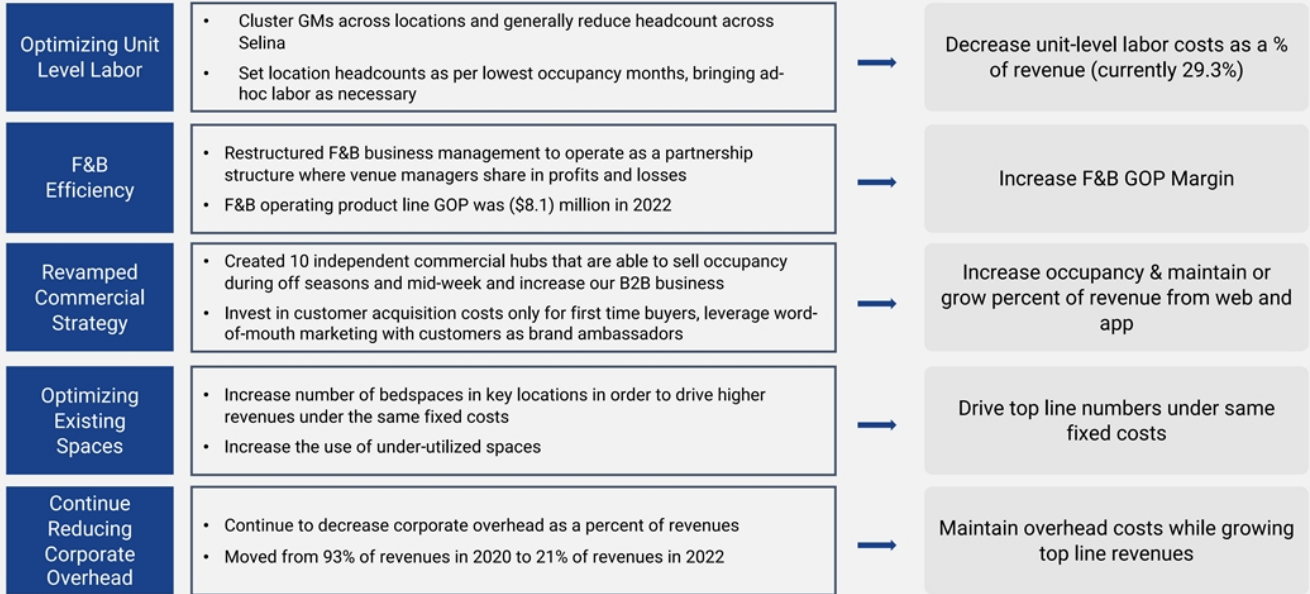 Optimizing Unit
Level Labor
• Cluster GMs across locations and generally reduce headcount across
Selina
• Set location headcounts as per lowest occupancy months, bringing ad-
hoc labor as necessary
Decrease unit-level labor costs as a %
of revenue (currently 29.3%)
F&B
Efficiency
• Restructured F&B business management to operate as a partnership
structure where venue managers share in profits and losses
• F&B operating product line GOP was ($8.1) million in 2022
Increase F&B GOP Margin
Revamped
Commercial
Strategy
• Created 10 independent commercial hubs that are able to sell occupancy
during off seasons and mid-week and increase our B2B business
• Invest in customer acquisition costs only for first time buyers, leverage word-
of-mouth marketing with customers as brand ambassadors
Increase occupancy & maintain or
grow percent of revenue from web and
app
Optimizing
Existing
Spaces
• Increase number of bedspaces in key locations in order to drive higher
revenues under the same fixed costs
• Increase the use of under-utilized spaces
Drive top line numbers under same
fixed costs
Continue
Reducing
Corporate
Overhead
• Continue to decrease corporate overhead as a percent of revenues
• Moved from 93% of revenues in 2020 to 21% of revenues in 2022
Maintain overhead costs while growing
top line revenues